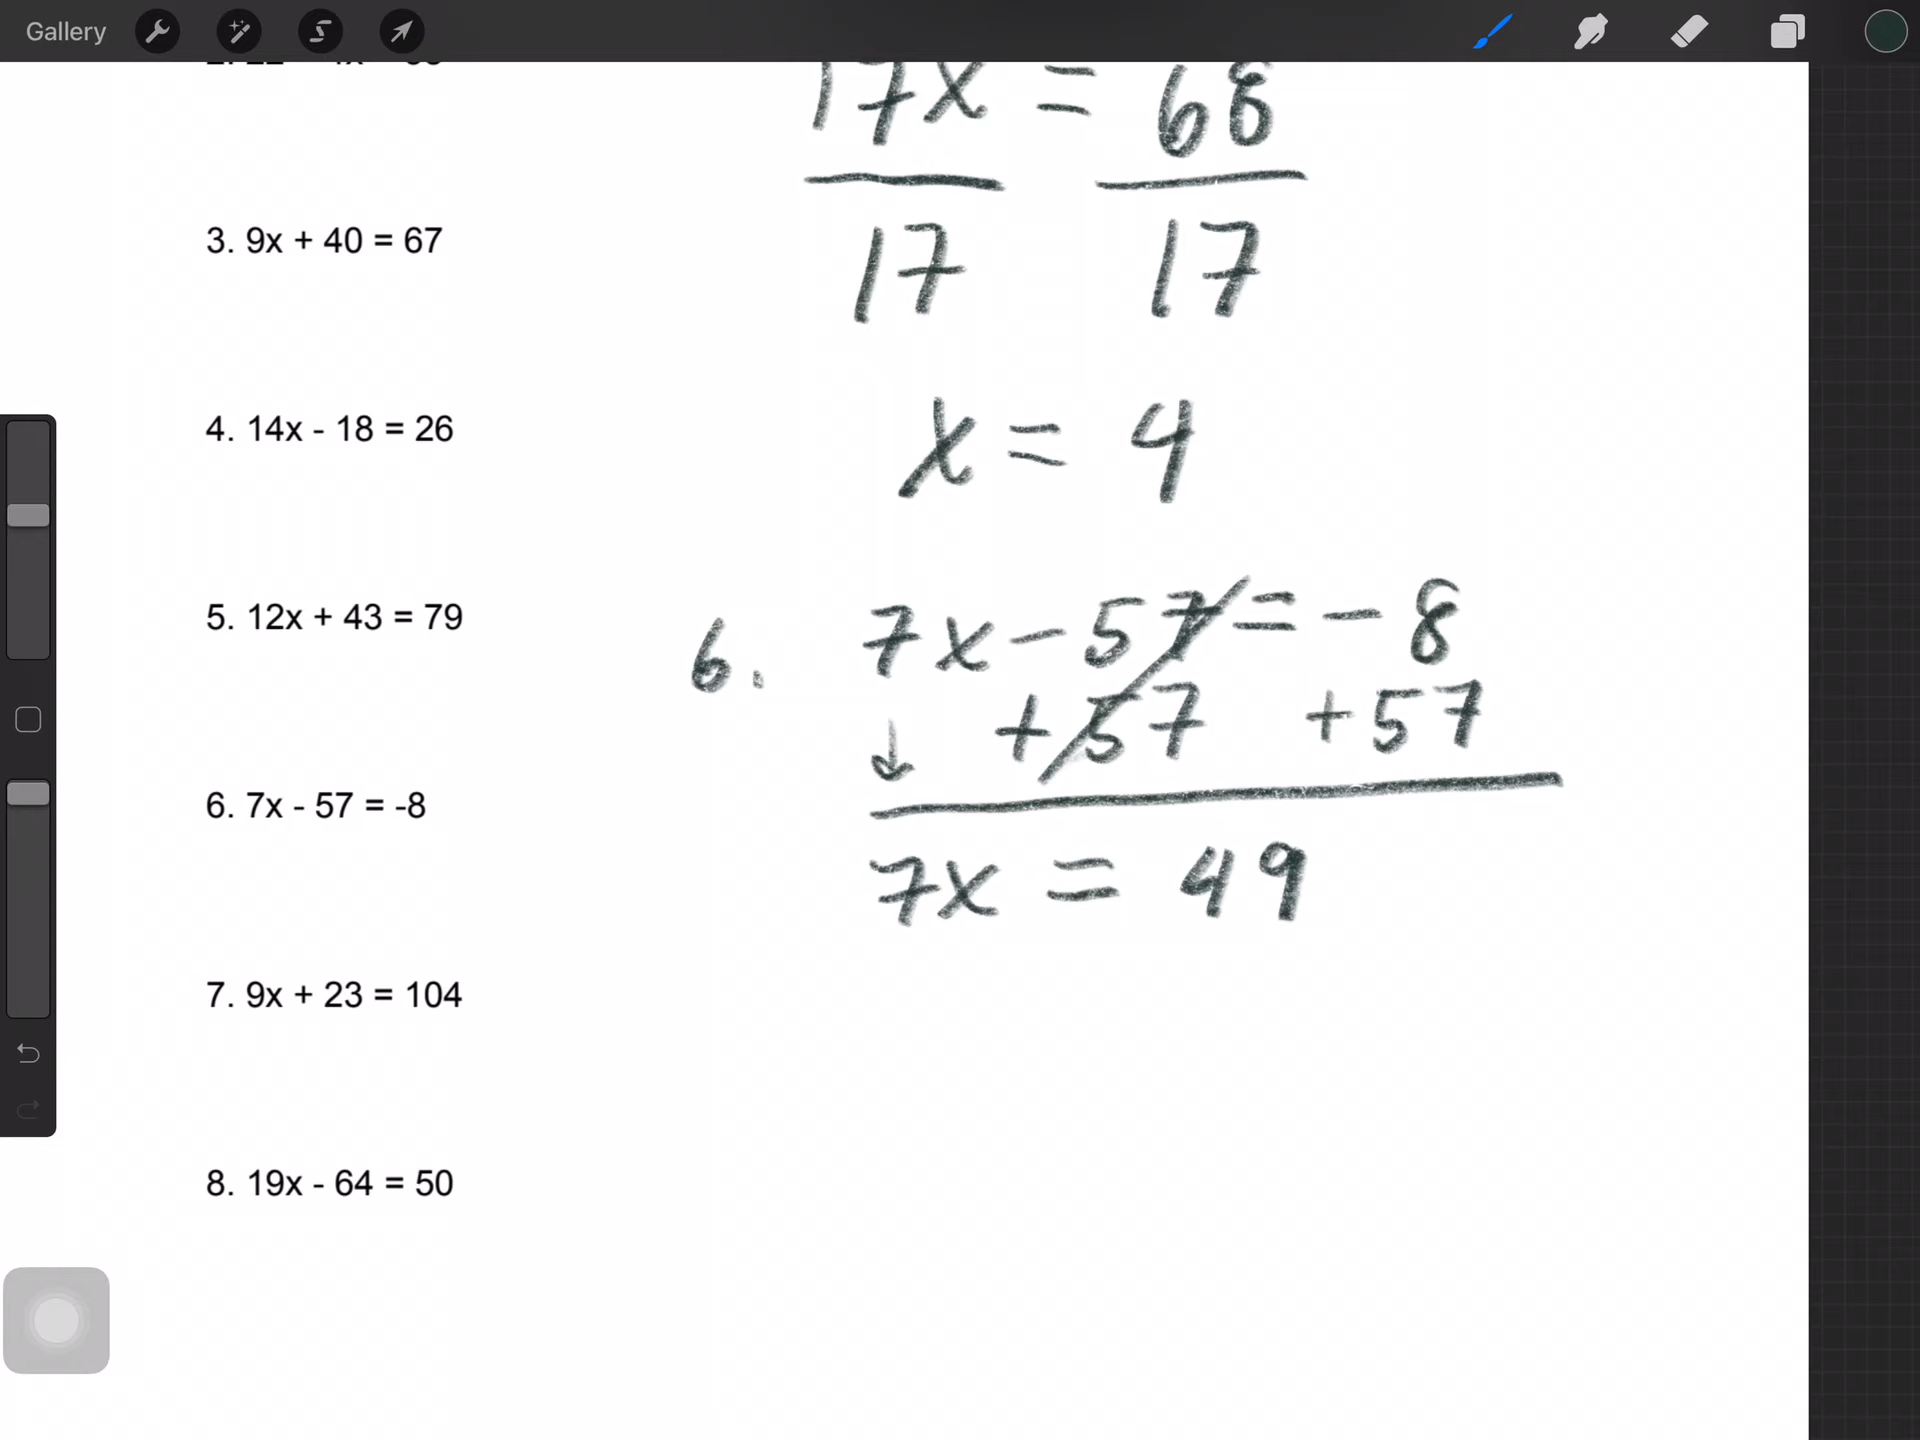 Gallery
17x = 68
17 17
3. 9x + 40 = 67
x = 4
4. 14x - 18 = 26
5. 12x + 43 = 79
6. 7x - 57 = -8
+57 +57
7x = 49
6. 7x - 57 = -8
7. 9x + 23 = 104
8. 19x - 64 = 50